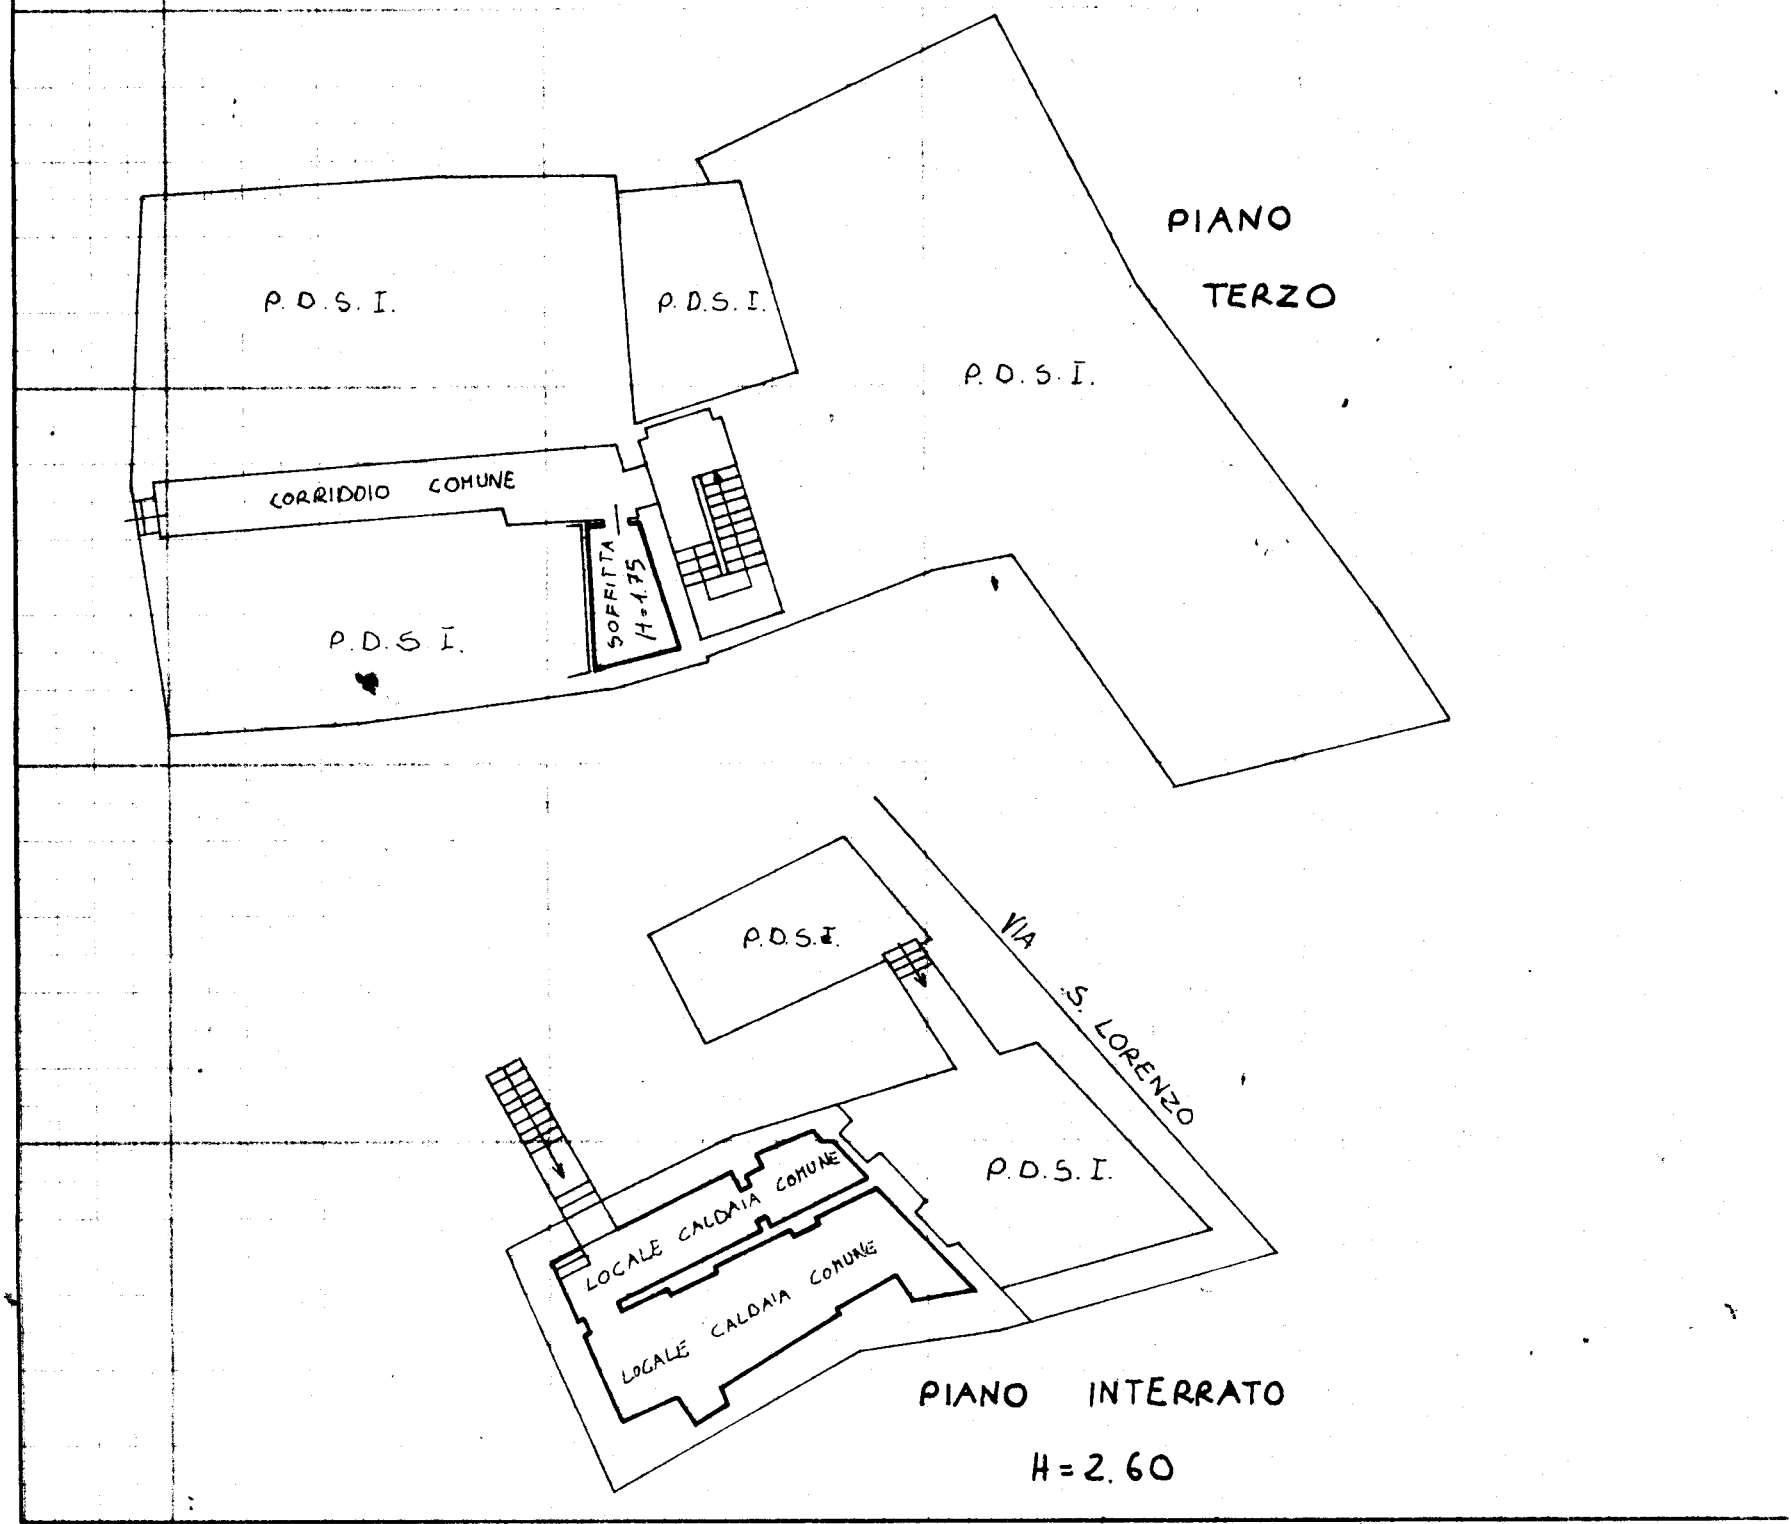 PIANO
TERZO
P. D. S. I.
P. D. S. I.
P. D. S. I.
CORRIDOIO COMUNE
SOFFITTA
H=1.75
P. D. S. I.
P. D. S. I.
VIA S. LORENZO
P. D. S. I.
LOCALE CALDAIA COMUNE
LOCALE CALDAIA COMUNE
PIANO INTERRATO
H=2.60